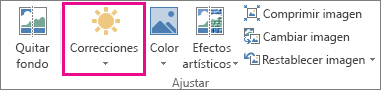 Quitar
fondo
Correcciones
Color
Efectos
artísticos
Comprimir imagen
Cambiar imagen
Restablecer imagen
Ajustar